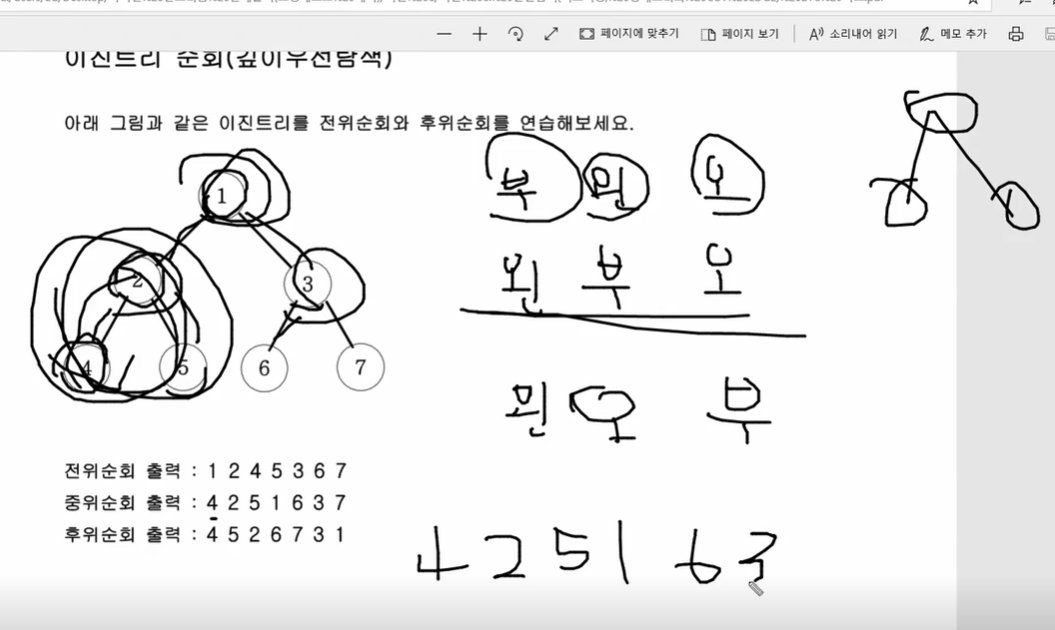 페이지에 맞추기 페이지 보기 소리내어 읽기 메모 추가
이진트리 순회(깊이우선탐색)
아래 그림과 같은 이진트리를 전위순회와 후위순회를 연습해보세요.
부 왼 오
1
왼 부 오
2 3
4 5 6 7
왼 오 부
전위순회 출력 : 1 2 4 5 3 6 7
중위순회 출력 : 4 2 5 1 6 3 7
후위순회 출력 : 4 5 2 6 7 3 1
4 2 5 1 6 3